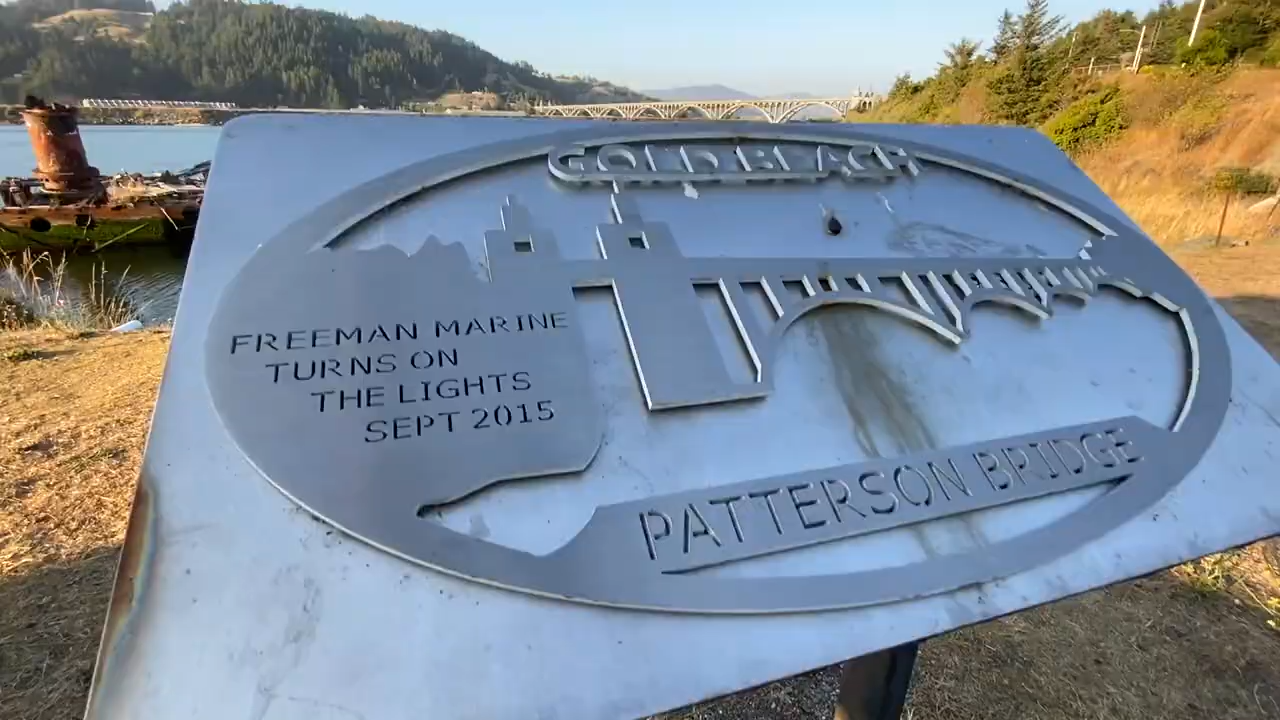 GOLD BEACH
FREEMAN MARINE
TURNS ON
THE LIGHTS
SEPT 2015
PATTERSON BRIDGE